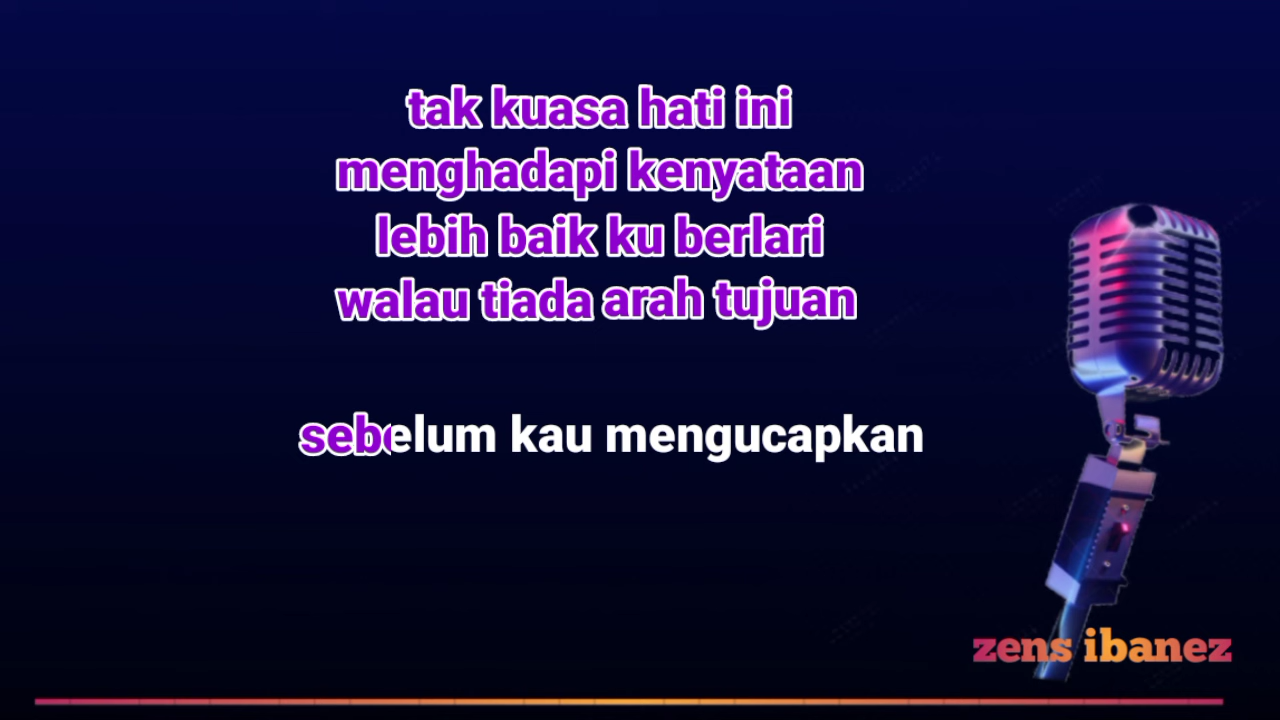 tak kuasa hati ini
menghadapi kenyataan
lebih baik ku berlari
walau tiada arah tujuan
sebelum kau mengucapkan
zens ibanez